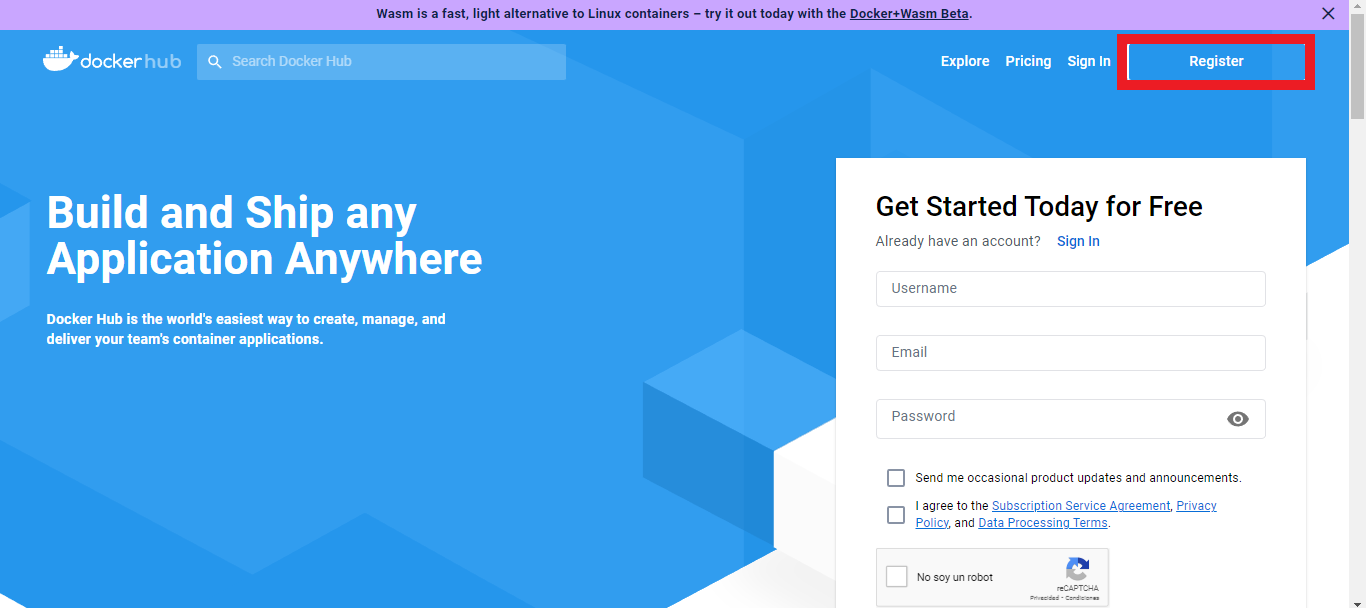 Wasm is a fast, light alternative to Linux containers – try it out today with the Docker+Wasm Beta.
dockerhub
Search Docker Hub
Explore
Pricing
Sign In
Register
Build and Ship any
Application Anywhere
Docker Hub is the world's easiest way to create, manage, and
deliver your team's container applications.
Get Started Today for Free
Already have an account? Sign In
Username
Email
Password
Send me occasional product updates and announcements.
I agree to the Subscription Service Agreement, Privacy
Policy, and Data Processing Terms.
No soy un robot
reCAPTCHA
Privacidad - Condiciones